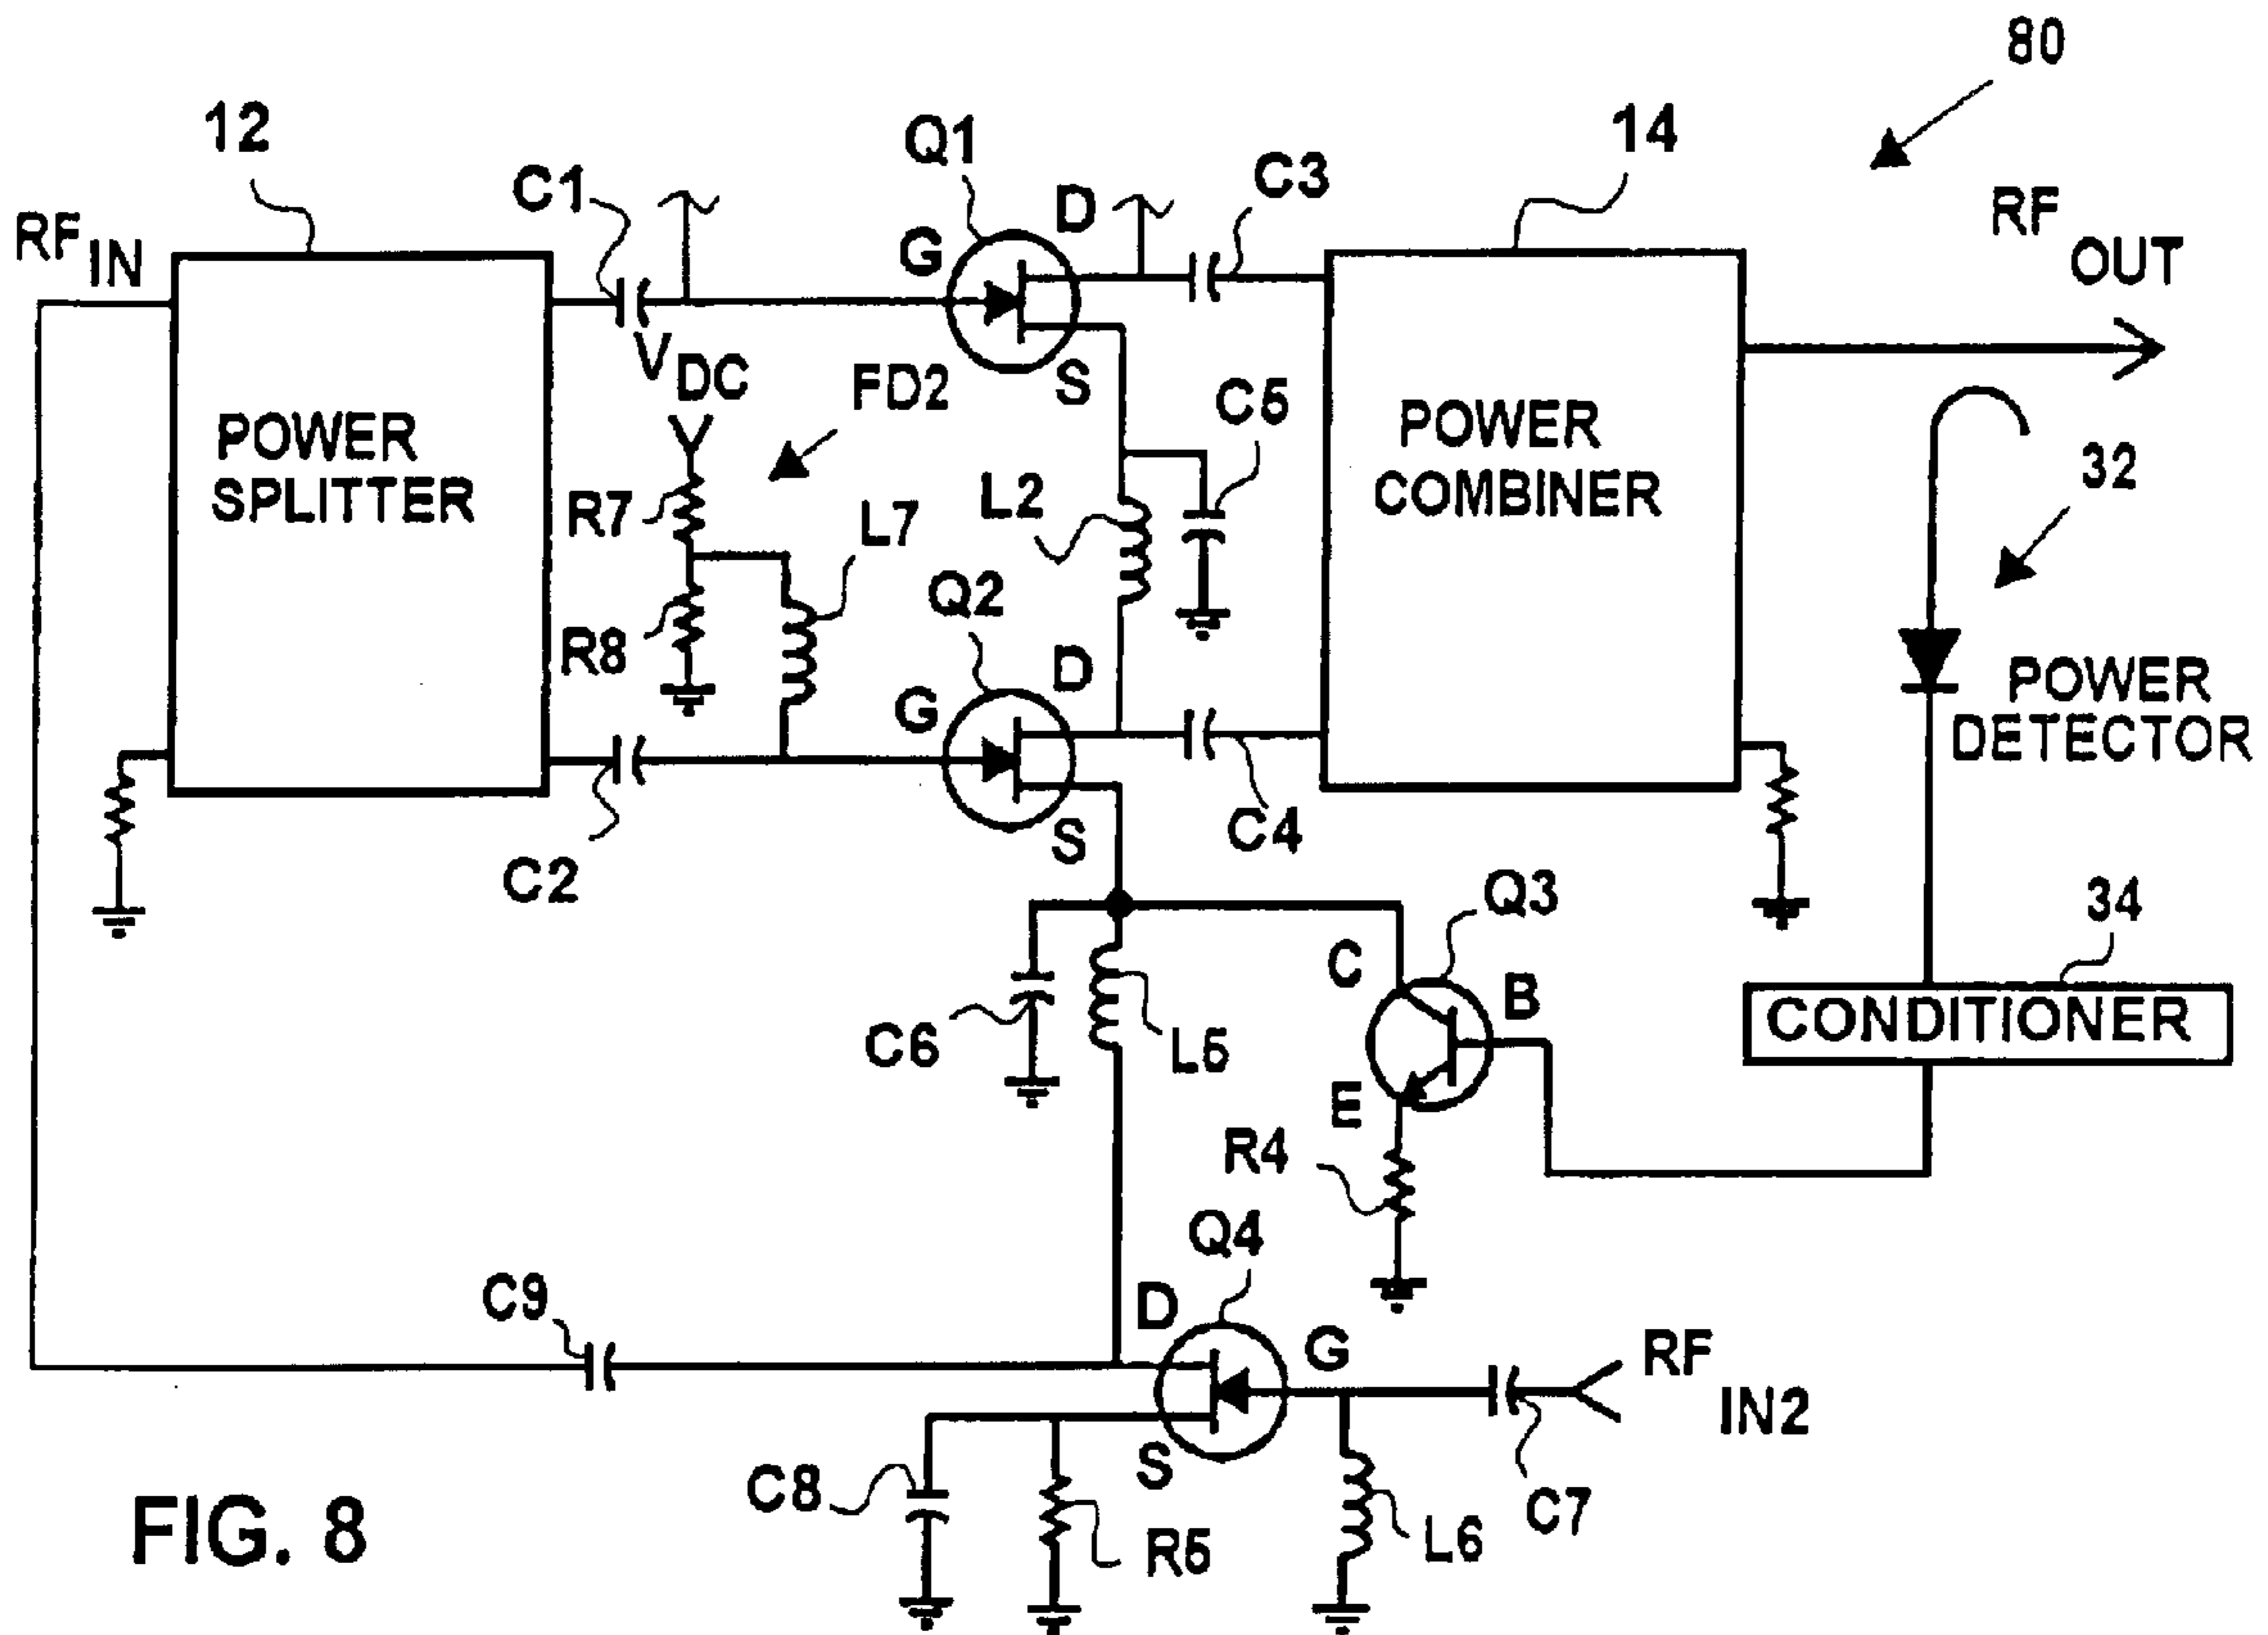 80
12
Q1
14
C1
D
C3
RF IN
G
RF OUT
V DC
FD2
S
C5
POWER SPLITTER
POWER COMBINER
R7
L7
L2
32
Q2
R8
D
POWER DETECTOR
G
C4
S
C2
Q3
34
C
B
CONDITIONER
C6
L5
E
R4
Q4
C9
D
G
RF IN2
S
C8
R5
L6
C7
FIG. 8